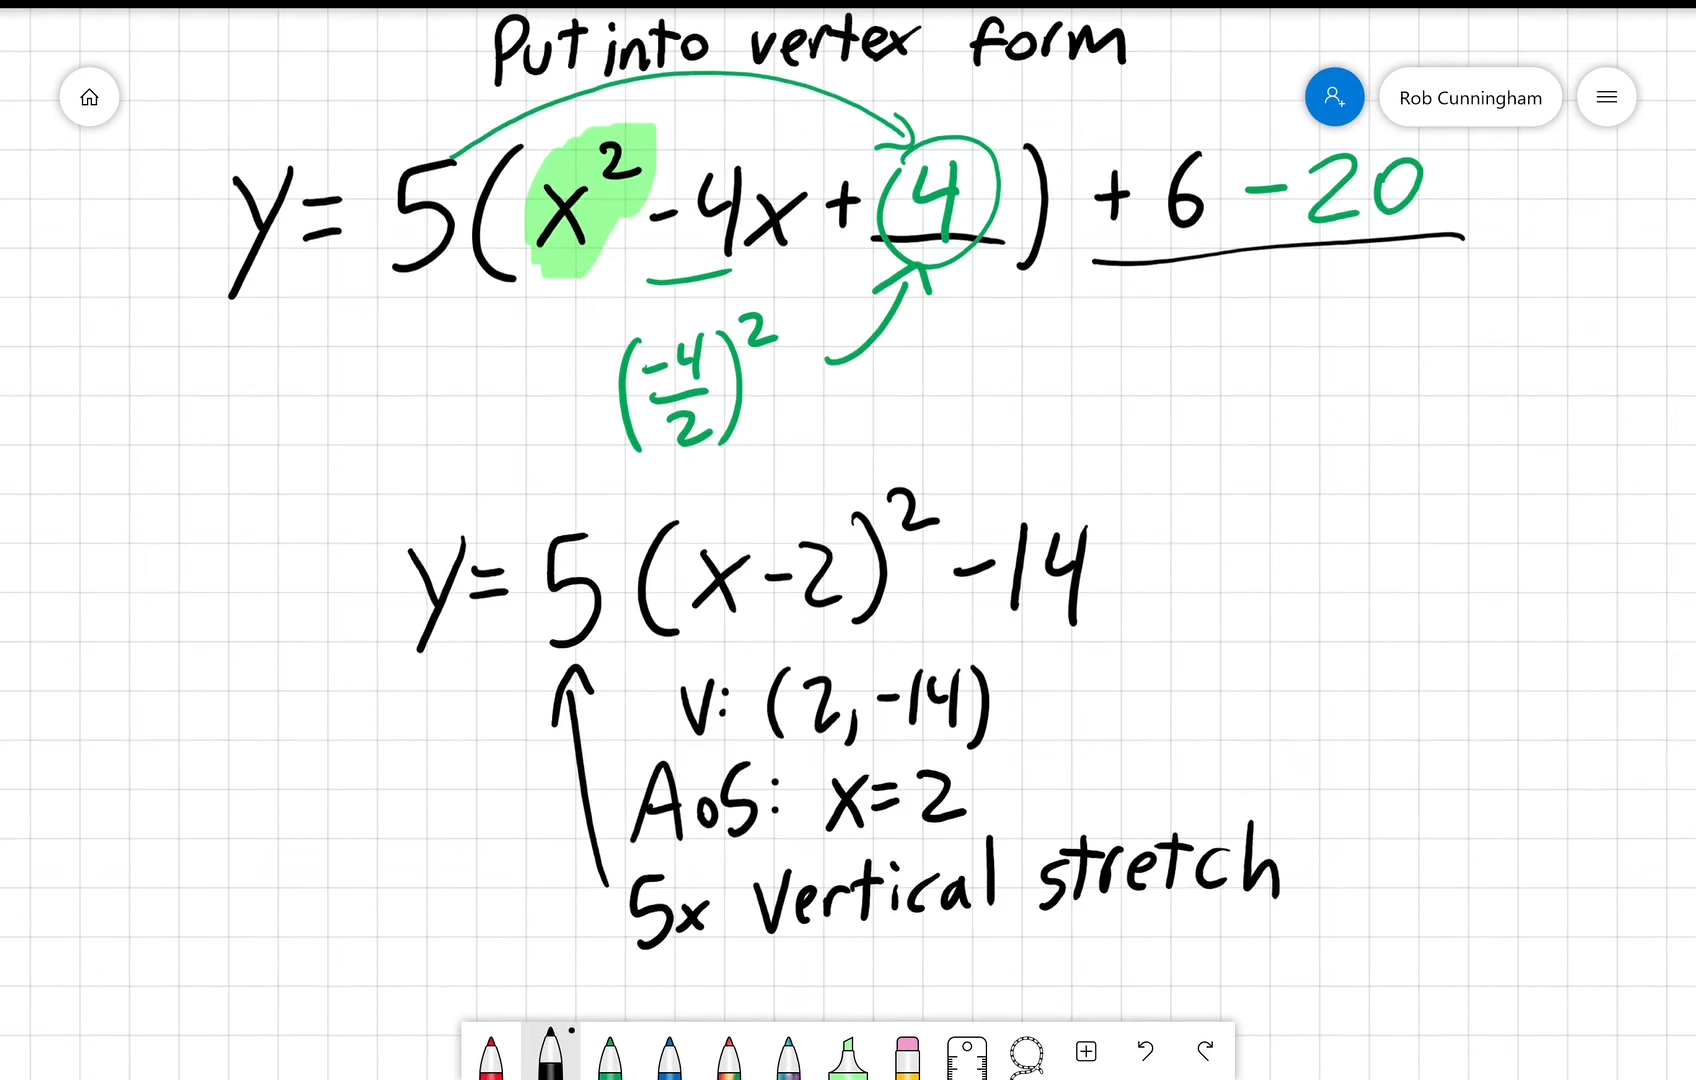 Put into vertex form
Rob Cunningham
y = 5(x² - 4x + 4) + 6 - 20
(-4/2)²
y = 5(x-2)² - 14
V: (2, -14)
AoS: x = 2
5x Vertical stretch